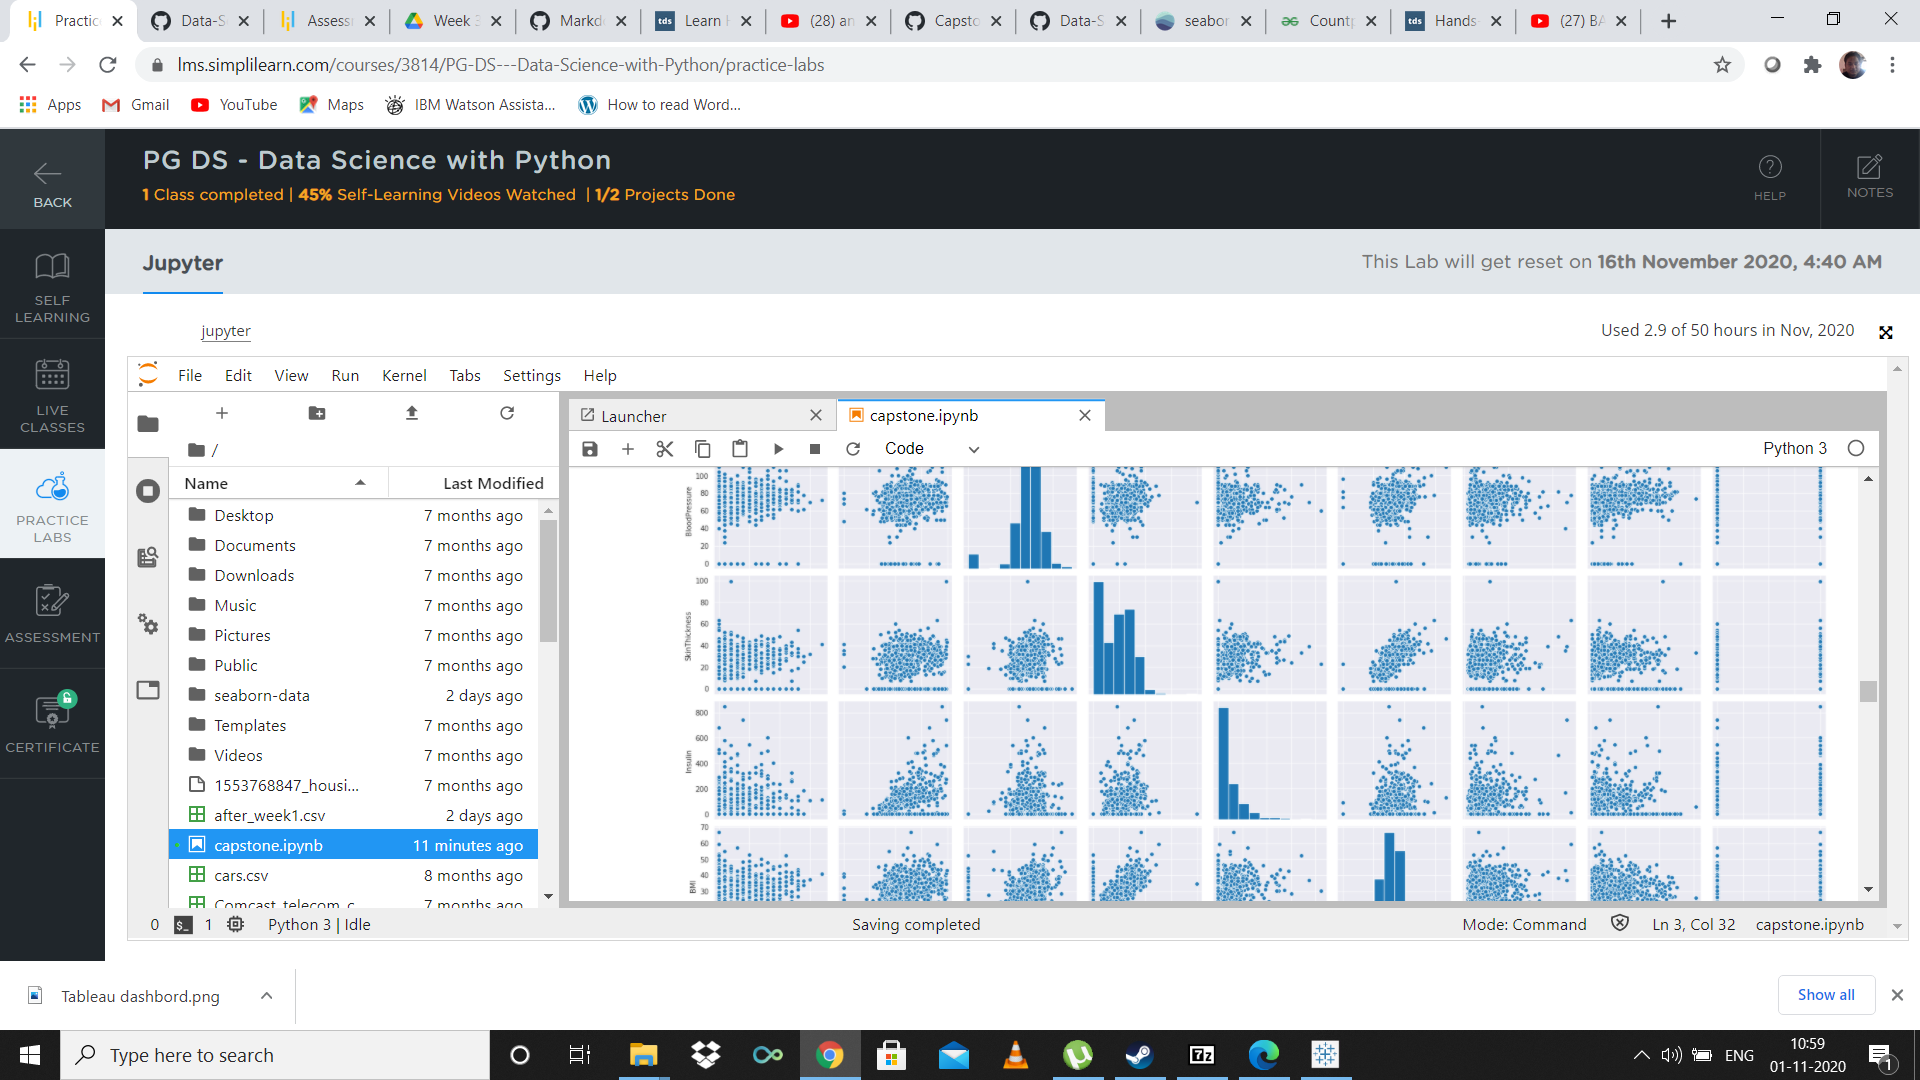 Practic
Data-S
Assess
Week 3
Markd
Learn
(28) an
Capsto
Data-S
seabor
Countp
Hands
(27) BA
lms.simplilearn.com/courses/3814/PG-DS---Data-Science-with-Python/practice-labs
Apps
Gmail
YouTube
Maps
IBM Watson Assista...
How to read Word...
BACK
PG DS - Data Science with Python
1 Class completed | 45% Self-Learning Videos Watched | 1/2 Projects Done
HELP
NOTES
SELF
LEARNING
LIVE
CLASSES
PRACTICE
LABS
ASSESSMENT
CERTIFICATE
Jupyter
This Lab will get reset on 16th November 2020, 4:40 AM
jupyter
Used 2.9 of 50 hours in Nov, 2020
File Edit View Run Kernel Tabs Settings Help
/
Name Last Modified
Desktop 7 months ago
Documents 7 months ago
Downloads 7 months ago
Music 7 months ago
Pictures 7 months ago
Public 7 months ago
seaborn-data 2 days ago
Templates 7 months ago
Videos 7 months ago
1553768847_housi... 7 months ago
after_week1.csv 2 days ago
capstone.ipynb 11 minutes ago
cars.csv 8 months ago
Comcast_telecom_c 7 months ago
Launcher
capstone.ipynb
Code
Python 3
BloodPressure
100
80
60
40
20
0
SkinThickness
100
80
60
40
20
0
Insulin
800
600
400
200
0
BMI
70
60
50
40
30
0
$_
1
Python 3 | Idle
Saving completed
Mode: Command
Ln 3, Col 32
capstone.ipynb
Tableau dashbord.png
Show all
Type here to search
7z
ENG
10:59
01-11-2020
1